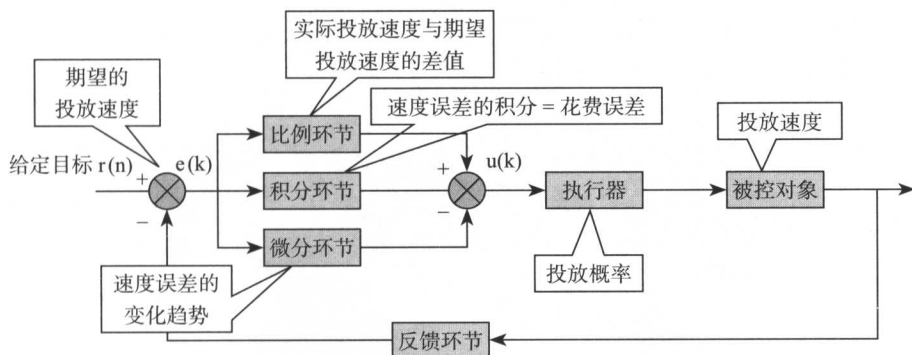 实际投放速度与期望
投放速度的差值
期望的
投放速度
速度误差的积分 = 花费误差
投放速度
比例环节
给定目标 r(n)
+
e(k)
−
积分环节
+
u(k)
−
执行器
被控对象
微分环节
投放概率
速度误差的
变化趋势
反馈环节